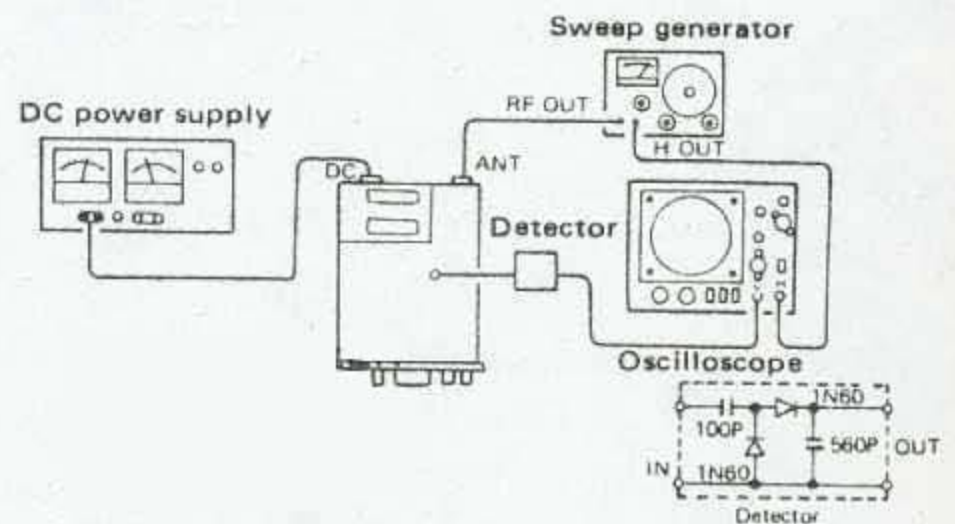 Sweep generator
DC power supply
RF OUT
H OUT
DC
ANT
Detector
Oscilloscope
1N60
100P
560P
OUT
IN
1N60
Detector